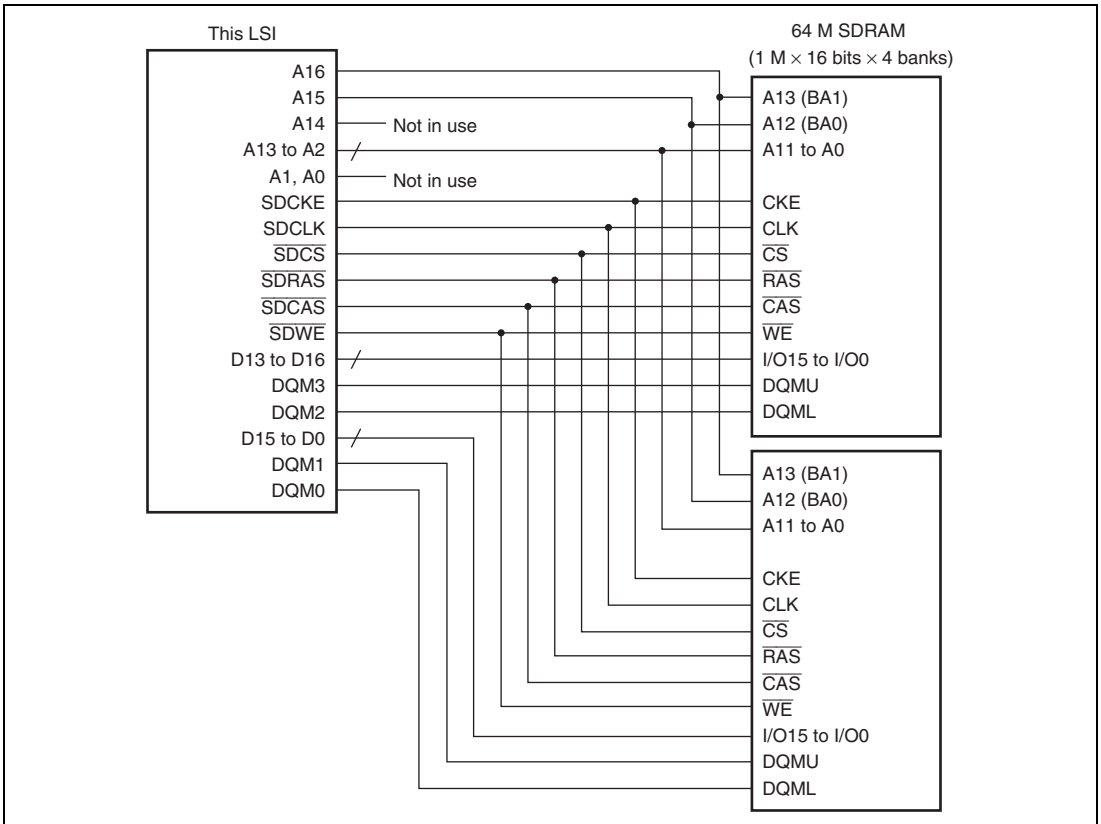 This LSI
A16
A15
A14
Not in use
A13 to A2
A1, A0
Not in use
SDCKE
SDCLK
SDCS
SDRAS
SDCAS
SDWE
D13 to D16
DQM3
DQM2
D15 to D0
DQM1
DQM0
64 M SDRAM
(1 M × 16 bits × 4 banks)
A13 (BA1)
A12 (BA0)
A11 to A0
CKE
CLK
CS
RAS
CAS
WE
I/O15 to I/O0
DQMU
DQML
A13 (BA1)
A12 (BA0)
A11 to A0
CKE
CLK
CS
RAS
CAS
WE
I/O15 to I/O0
DQMU
DQML